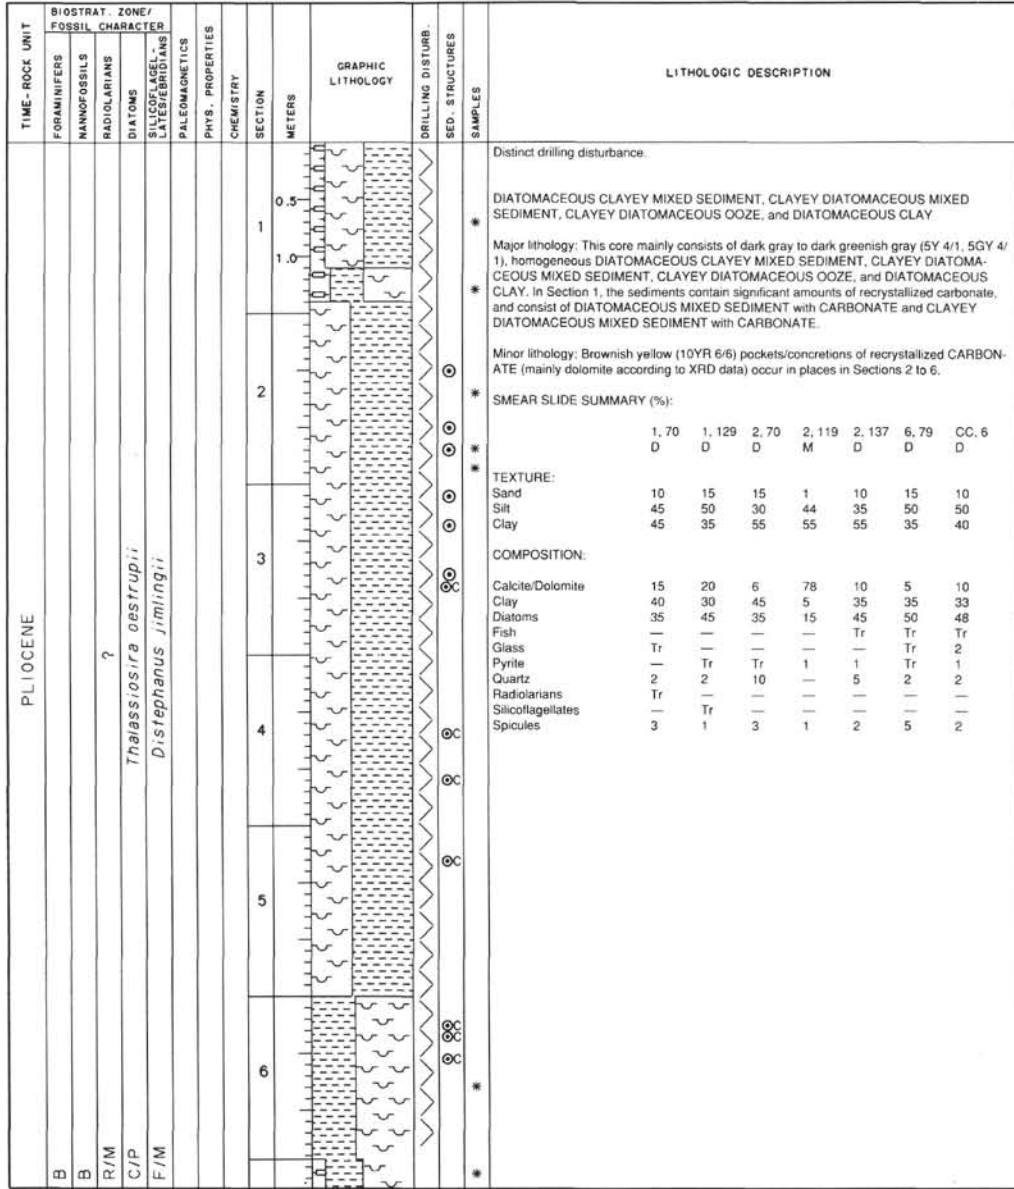 TIME-ROCK UNIT
BIOSTRAT. ZONE/
FOSSIL CHARACTER
FORAMINIFERS
NANNOFOSSILS
RADIOLARIANS
DIATOMS
SILICOFLAGEL-
LATES/EBRIDIANS
PALEOMAGNETICS
PHYS. PROPERTIES
CHEMISTRY
SECTION
METERS
GRAPHIC
LITHOLOGY
DRILLING DISTURB.
SED. STRUCTURES
SAMPLES
LITHOLOGIC DESCRIPTION
PLIOCENE
B
B
R/M
?
C/P
Thalassiosira oestrupii
F/M
Distephanus jimlingii
1
2
3
4
5
6
0.5
1.0
C
C
C
C
C
C
C
*
*
*
*
*
*
*
Distinct drilling disturbance.
DIATOMACEOUS CLAYEY MIXED SEDIMENT, CLAYEY DIATOMACEOUS MIXED
SEDIMENT, CLAYEY DIATOMACEOUS OOZE, and DIATOMACEOUS CLAY
Major lithology: This core mainly consists of dark gray to dark greenish gray (5Y 4/1, 5GY 4/
1), homogeneous DIATOMACEOUS CLAYEY MIXED SEDIMENT, CLAYEY DIATOMA-
CEOUS MIXED SEDIMENT, CLAYEY DIATOMACEOUS OOZE, and DIATOMACEOUS
CLAY. In Section 1, the sediments contain significant amounts of recrystallized carbonate,
and consist of DIATOMACEOUS MIXED SEDIMENT with CARBONATE and CLAYEY
DIATOMACEOUS MIXED SEDIMENT with CARBONATE.
Minor lithology: Brownish yellow (10YR 6/6) pockets/concretions of recrystallized CARBON-
ATE (mainly dolomite according to XRD data) occur in places in Sections 2 to 6.
SMEAR SLIDE SUMMARY (%):
1, 70 1, 129 2, 70 2, 119 2, 137 6, 79 CC, 6
D D D M D D D
TEXTURE:
Sand 10 15 15 1 10 15 10
Silt 45 50 30 44 35 50 50
Clay 45 35 55 55 55 35 40
COMPOSITION:
Calcite/Dolomite 15 20 6 78 10 5 10
Clay 40 30 45 5 35 35 33
Diatoms 35 45 35 15 45 50 48
Fish — — — — Tr Tr Tr
Glass Tr — — — — Tr 2
Pyrite — Tr Tr 1 1 Tr 1
Quartz 2 2 10 — 5 2 2
Radiolarians Tr — — — — — —
Silicoflagellates — Tr — — — — —
Spicules 3 1 3 1 2 5 2